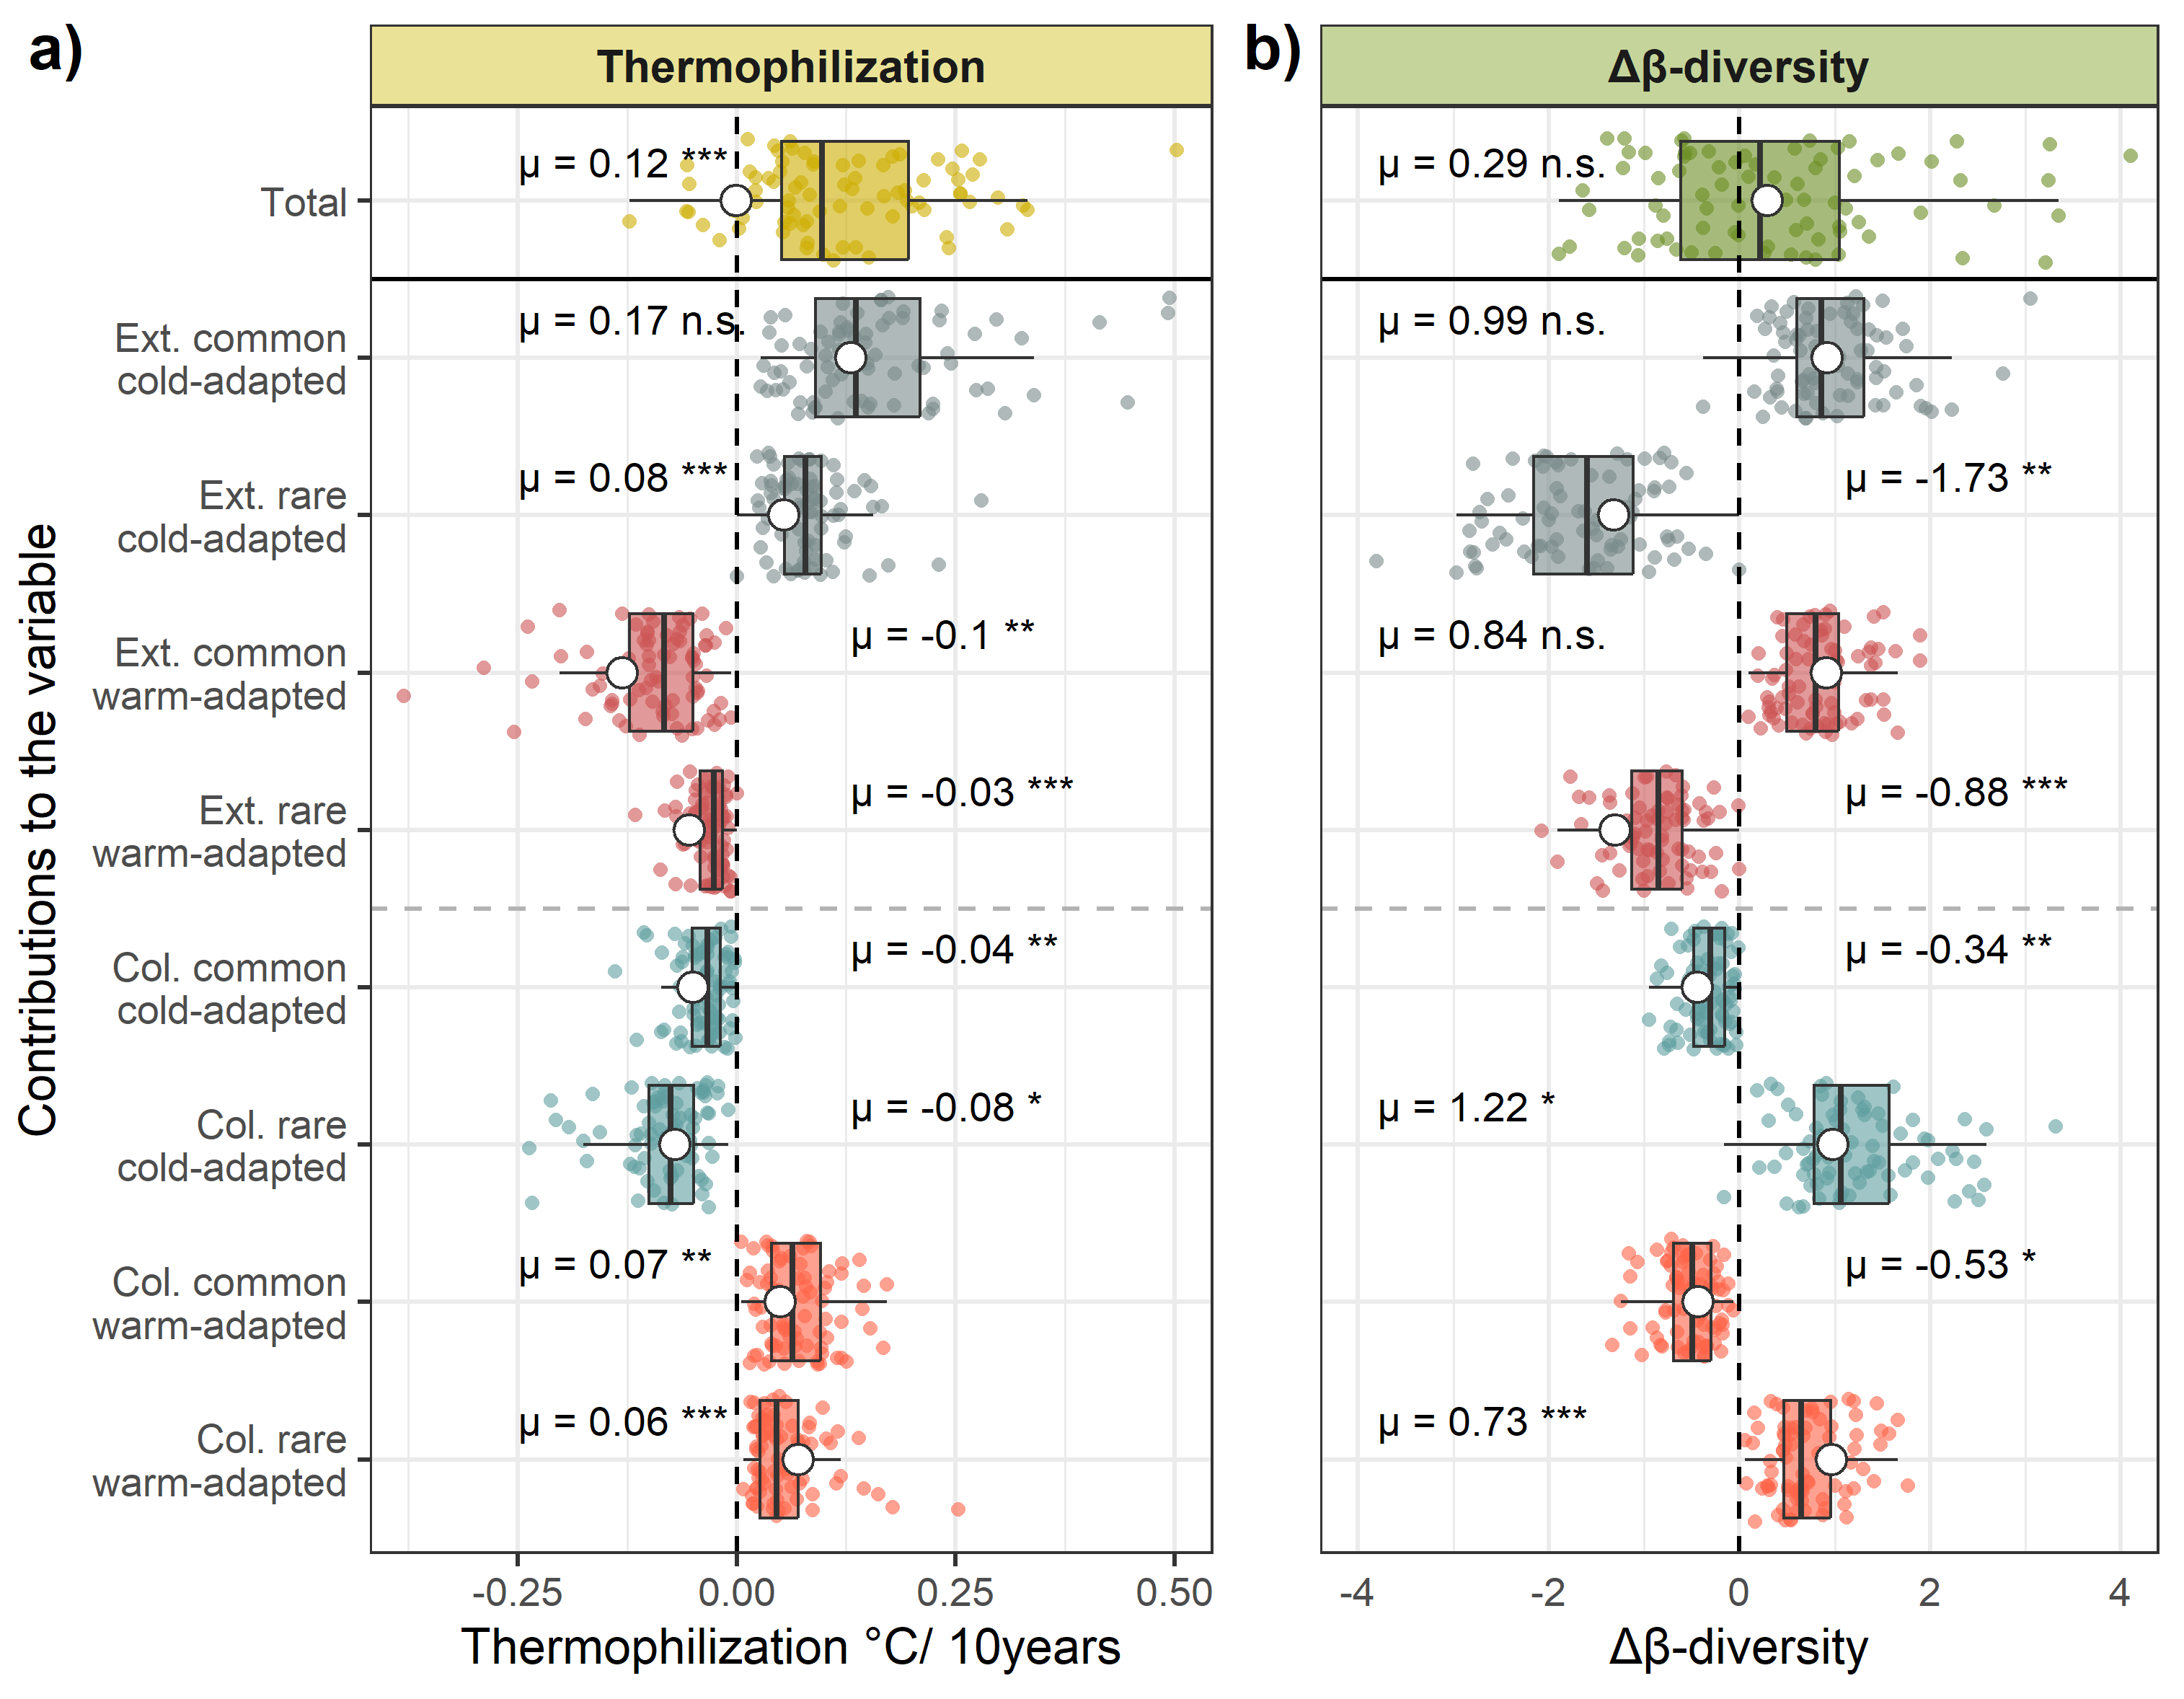 a)
Thermophilization
b)
Δβ-diversity
Contributions to the variable
Total
μ = 0.12 ***
μ = 0.29 n.s.
Ext. common
cold-adapted
μ = 0.17 n.s.
μ = 0.99 n.s.
Ext. rare
cold-adapted
μ = 0.08 ***
μ = -1.73 **
Ext. common
warm-adapted
μ = -0.1 **
μ = 0.84 n.s.
Ext. rare
warm-adapted
μ = -0.03 ***
μ = -0.88 ***
Col. common
cold-adapted
μ = -0.04 **
μ = -0.34 **
Col. rare
cold-adapted
μ = -0.08 *
μ = 1.22 *
Col. common
warm-adapted
μ = 0.07 **
μ = -0.53 *
Col. rare
warm-adapted
μ = 0.06 ***
μ = 0.73 ***
-0.25 0.00 0.25 0.50
-4 -2 0 2 4
Thermophilization °C/ 10years
Δβ-diversity